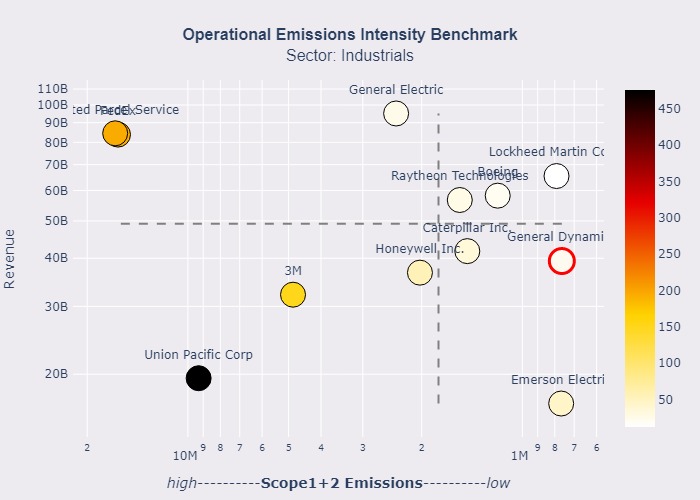 Operational Emissions Intensity Benchmark
Sector: Industrials
110B
100B
90B
80B
70B
60B
50B
40B
30B
20B
Revenue
General Electric
ted Parcel Service
FedEx
Lockheed Martin Co
Boeing
Raytheon Technologies
Caterpillar Inc.
General Dynami
Honeywell Inc.
3M
Union Pacific Corp
Emerson Electri
450
400
350
300
250
200
150
100
50
2 10M 9 8 7 6 5 4 3 2 1M 9 8 7 6
high----------Scope1+2 Emissions----------low